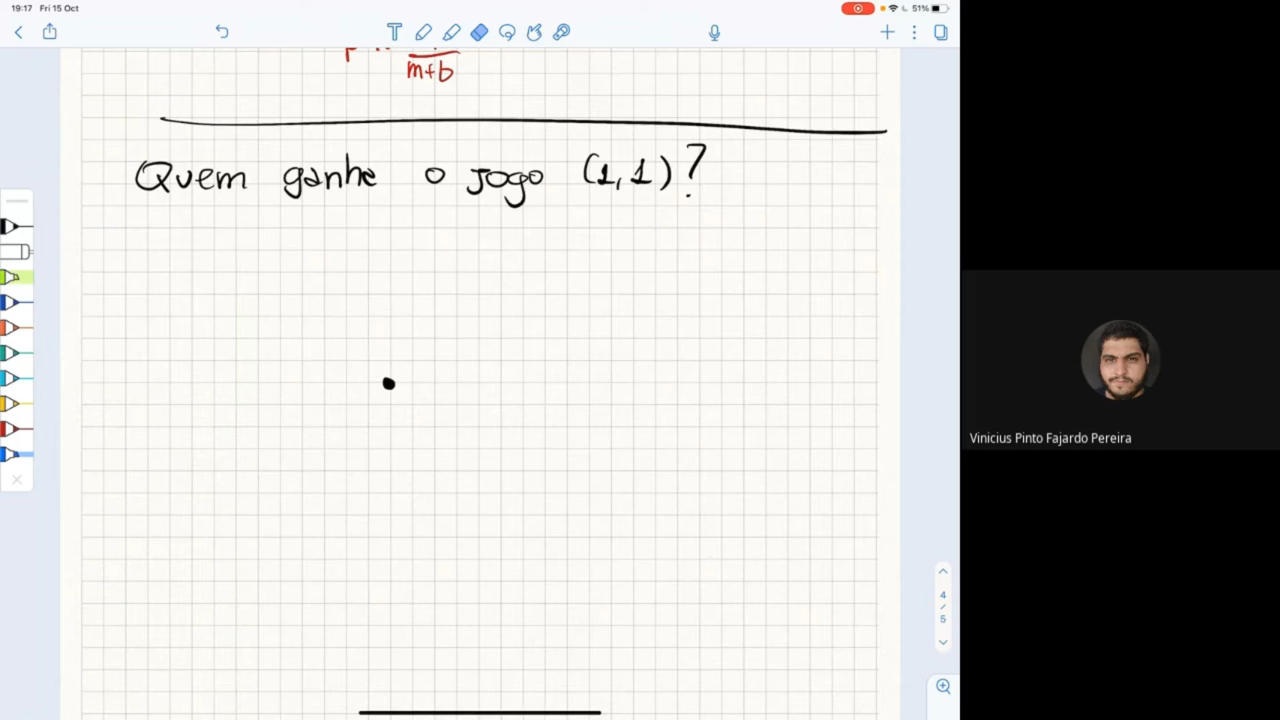 19:17 Fri 15 Oct
51%
m+b
Quem ganhe o jogo (1,1)?
4
/
5
Vinicius Pinto Fajardo Pereira